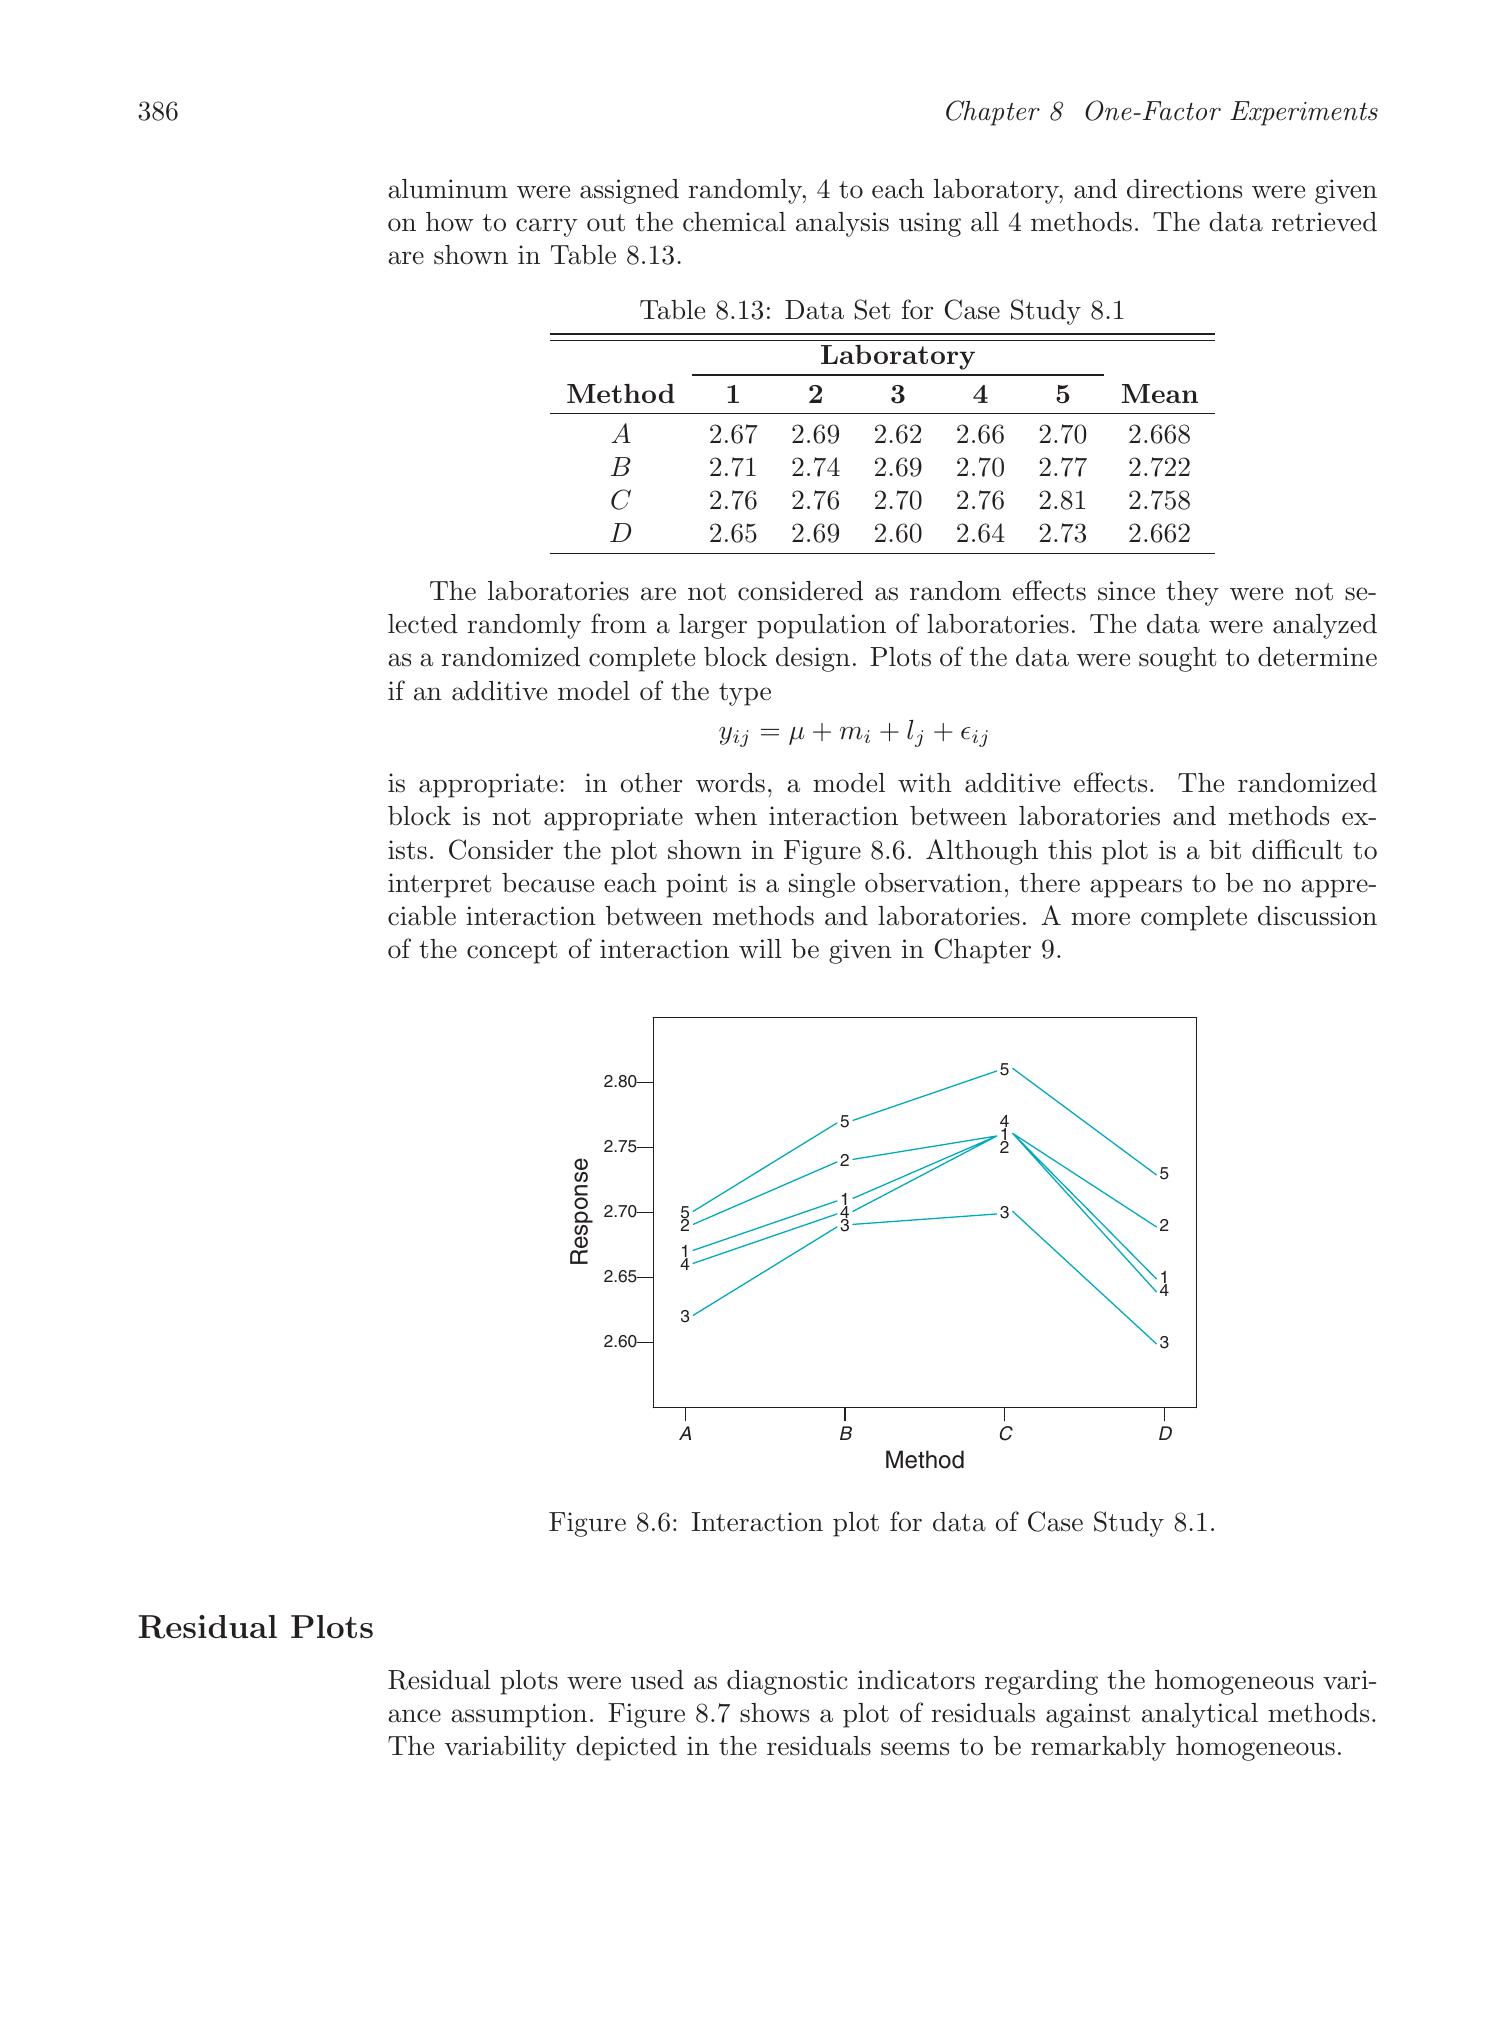 386
Chapter 8 One-Factor Experiments
aluminum were assigned randomly, 4 to each laboratory, and directions were given
on how to carry out the chemical analysis using all 4 methods. The data retrieved
are shown in Table 8.13.
Table 8.13: Data Set for Case Study 8.1
Laboratory
Method 1 2 3 4 5 Mean
A 2.67 2.69 2.62 2.66 2.70 2.668
B 2.71 2.74 2.69 2.70 2.77 2.722
C 2.76 2.76 2.70 2.76 2.81 2.758
D 2.65 2.69 2.60 2.64 2.73 2.662
The laboratories are not considered as random effects since they were not se-
lected randomly from a larger population of laboratories. The data were analyzed
as a randomized complete block design. Plots of the data were sought to determine
if an additive model of the type
y_{ij} = μ + m_i + l_j + ϵ_{ij}
is appropriate: in other words, a model with additive effects. The randomized
block is not appropriate when interaction between laboratories and methods ex-
ists. Consider the plot shown in Figure 8.6. Although this plot is a bit difficult to
interpret because each point is a single observation, there appears to be no appre-
ciable interaction between methods and laboratories. A more complete discussion
of the concept of interaction will be given in Chapter 9.
5
2.80
5 4
2.75 2 1
2
5
1
2.70 5 4 3
2 3 2
1
4
2.65 1
4
3
2.60 3
Response
A B C D
Method
Figure 8.6: Interaction plot for data of Case Study 8.1.
Residual Plots
Residual plots were used as diagnostic indicators regarding the homogeneous vari-
ance assumption. Figure 8.7 shows a plot of residuals against analytical methods.
The variability depicted in the residuals seems to be remarkably homogeneous.